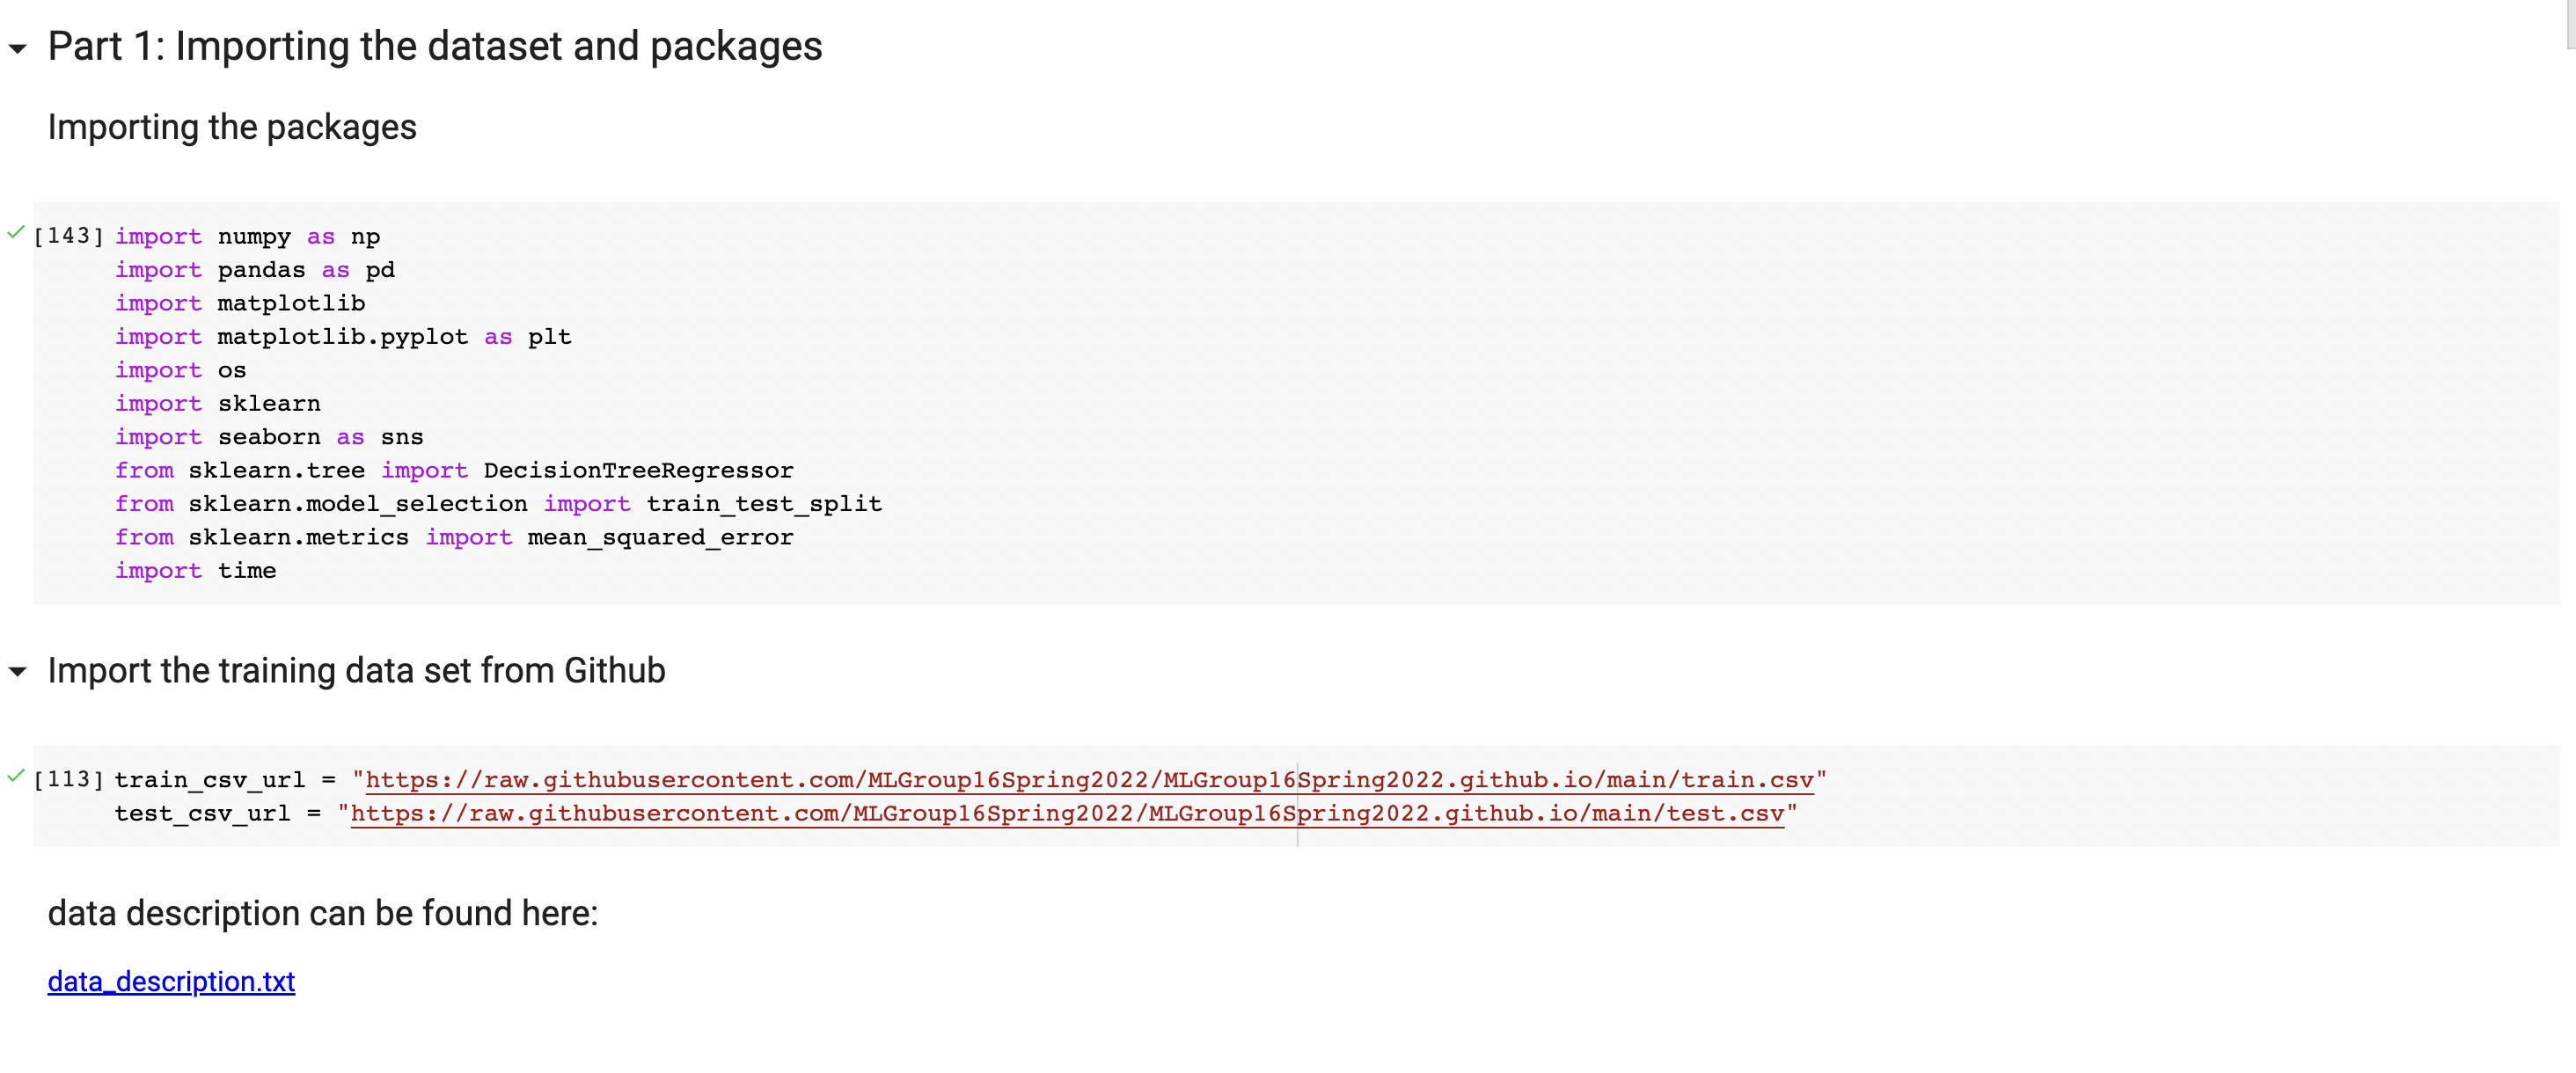 Part 1: Importing the dataset and packages
Importing the packages
[143] import numpy as np
import pandas as pd
import matplotlib
import matplotlib.pyplot as plt
import os
import sklearn
import seaborn as sns
from sklearn.tree import DecisionTreeRegressor
from sklearn.model_selection import train_test_split
from sklearn.metrics import mean_squared_error
import time
Import the training data set from Github
[113] train_csv_url = "https://raw.githubusercontent.com/MLGroup16Spring2022/MLGroup16Spring2022.github.io/main/train.csv"
test_csv_url = "https://raw.githubusercontent.com/MLGroup16Spring2022/MLGroup16Spring2022.github.io/main/test.csv"
data description can be found here:
data_description.txt